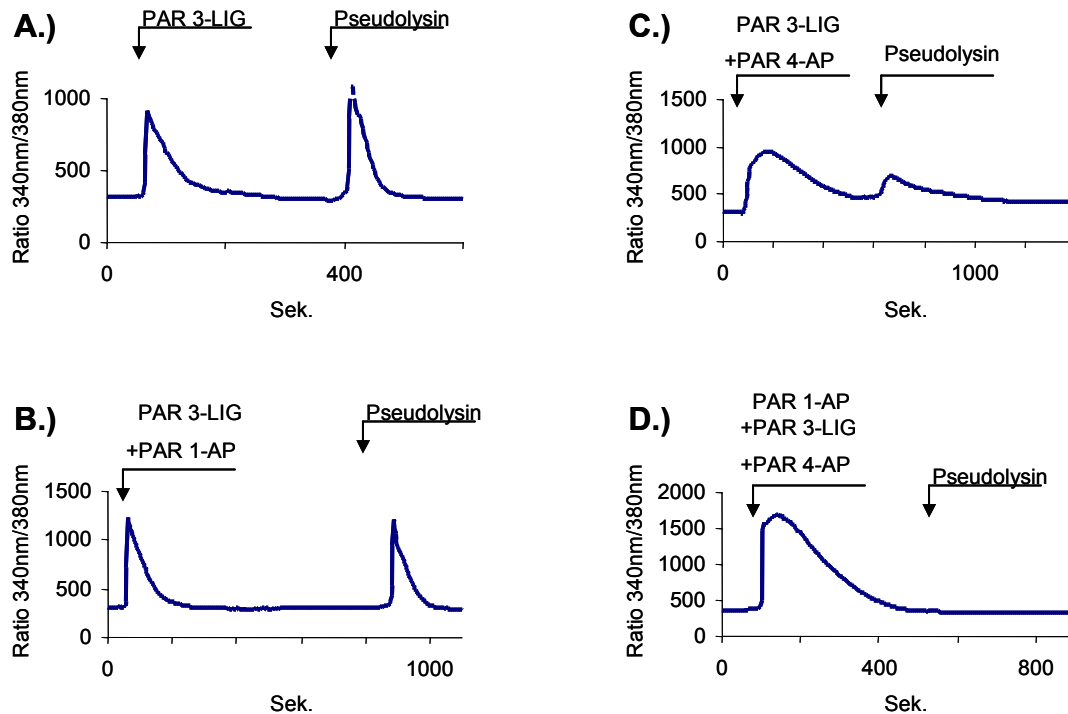 A.)
PAR 3-LIG
Pseudolysin
Ratio 340nm/380nm
1000
500
0
0
400
Sek.
B.)
PAR 3-LIG
+PAR 1-AP
Pseudolysin
Ratio 340nm/380nm
1500
1000
500
0
0
1000
Sek.
C.)
PAR 3-LIG
+PAR 4-AP
Pseudolysin
Ratio 340nm/380nm
1500
1000
500
0
0
1000
Sek.
D.)
PAR 1-AP
+PAR 3-LIG
+PAR 4-AP
Pseudolysin
Ratio 340nm/380nm
2000
1500
1000
500
0
0
400
800
Sek.